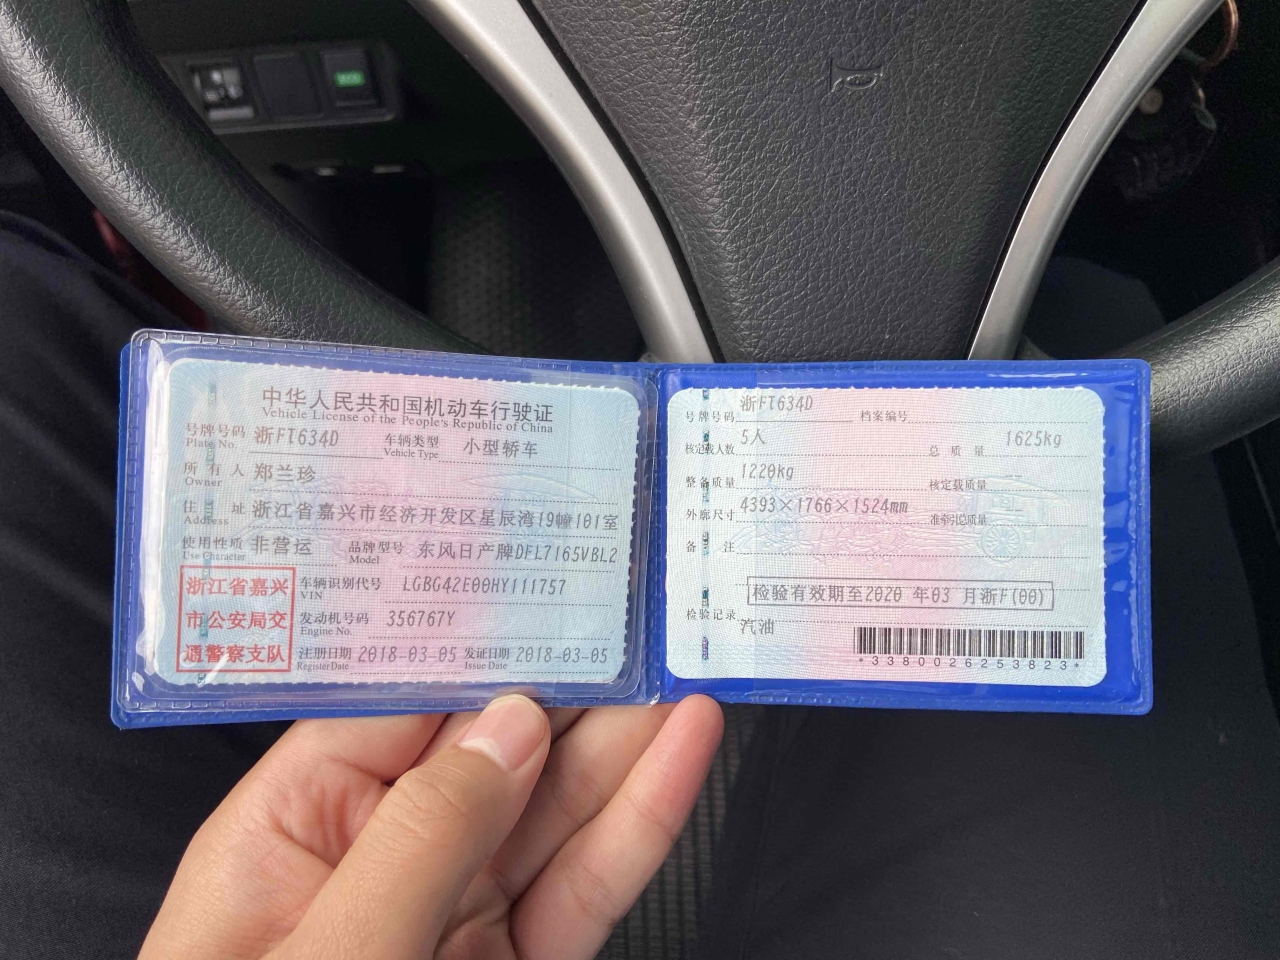 中华人民共和国机动车行驶证
Vehicle License of the People's Republic of China
号牌号码 浙FT634D 车辆类型 小型轿车
Plate No. Vehicle Type
所有人 郑兰珍
Owner
住址 浙江省嘉兴市经济开发区星辰湾19幢101室
Address
使用性质 非营运 品牌型号 东风日产牌DFL7165VBL2
Use Character Model
浙江省嘉兴
市公安局交
通警察支队
车辆识别代号 LGBG42E00HY111757
VIN
发动机号码 356767Y
Engine No.
注册日期 2018-03-05 发证日期 2018-03-05
Register Date Issue Date
号牌号码 浙FT634D 档案编号
核定载人数 5人 总质量 1625kg
整备质量 1220kg 核定载质量 --
外廓尺寸 4393×1766×1524mm 准牵引总质量 --
备注
检验有效期至2020 年03 月浙F(00)
检验记录
汽油
*3380026253823*